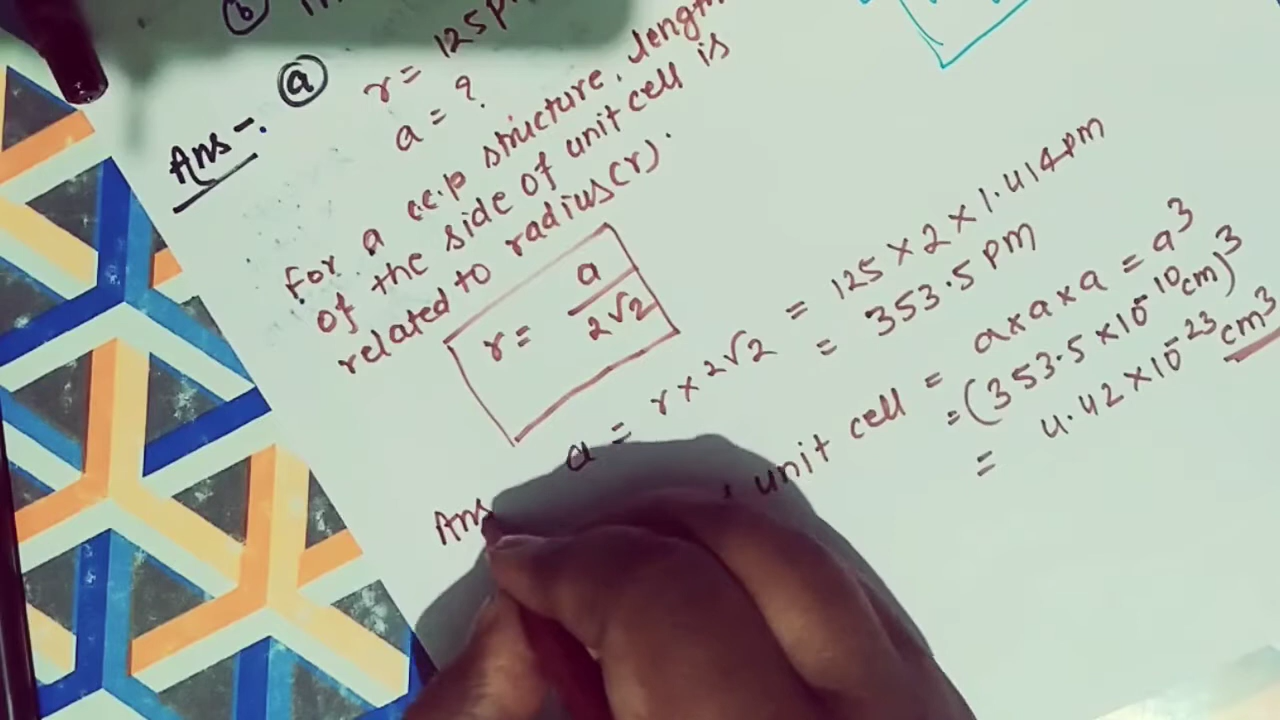 (b)
Ans-. (a) r = 125p
a = ?
For a c.c.p structure, length
of the side of unit cell is
related to radius(r).
r = a/2√2
a = r × 2√2 = 125 × 2 × 1.414 pm
= 353.5 pm
unit cell = a×a×a = a³
= (353.5 × 10⁻¹⁰ cm)³
= 4.42 × 10⁻²³ cm³
Ans